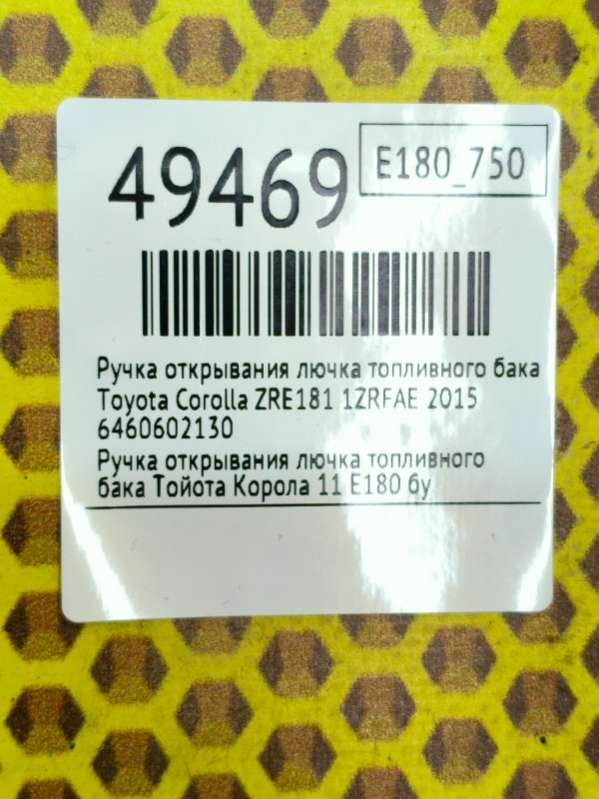 49469
E180_750
Ручка открывания лючка топливного бака
Toyota Corolla ZRE181 1ZRFAE 2015
6460602130
Ручка открывания лючка топливного
бака Тойота Корола 11 E180 бу